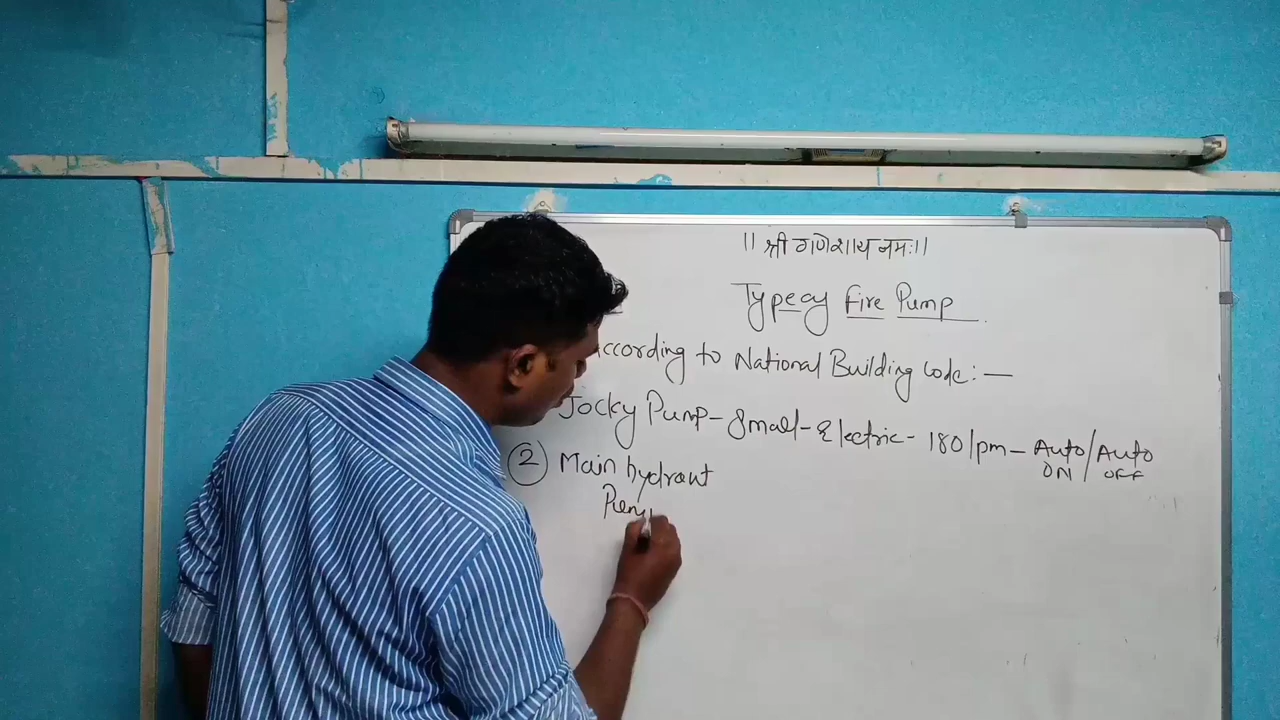 || श्री गणेशाय नमः ||
Type of Fire Pump
According to National Building Code:—
Jocky Pump - Small - Electric - 180 lpm - Auto ON / Auto OFF
② Main hydrant
Pum